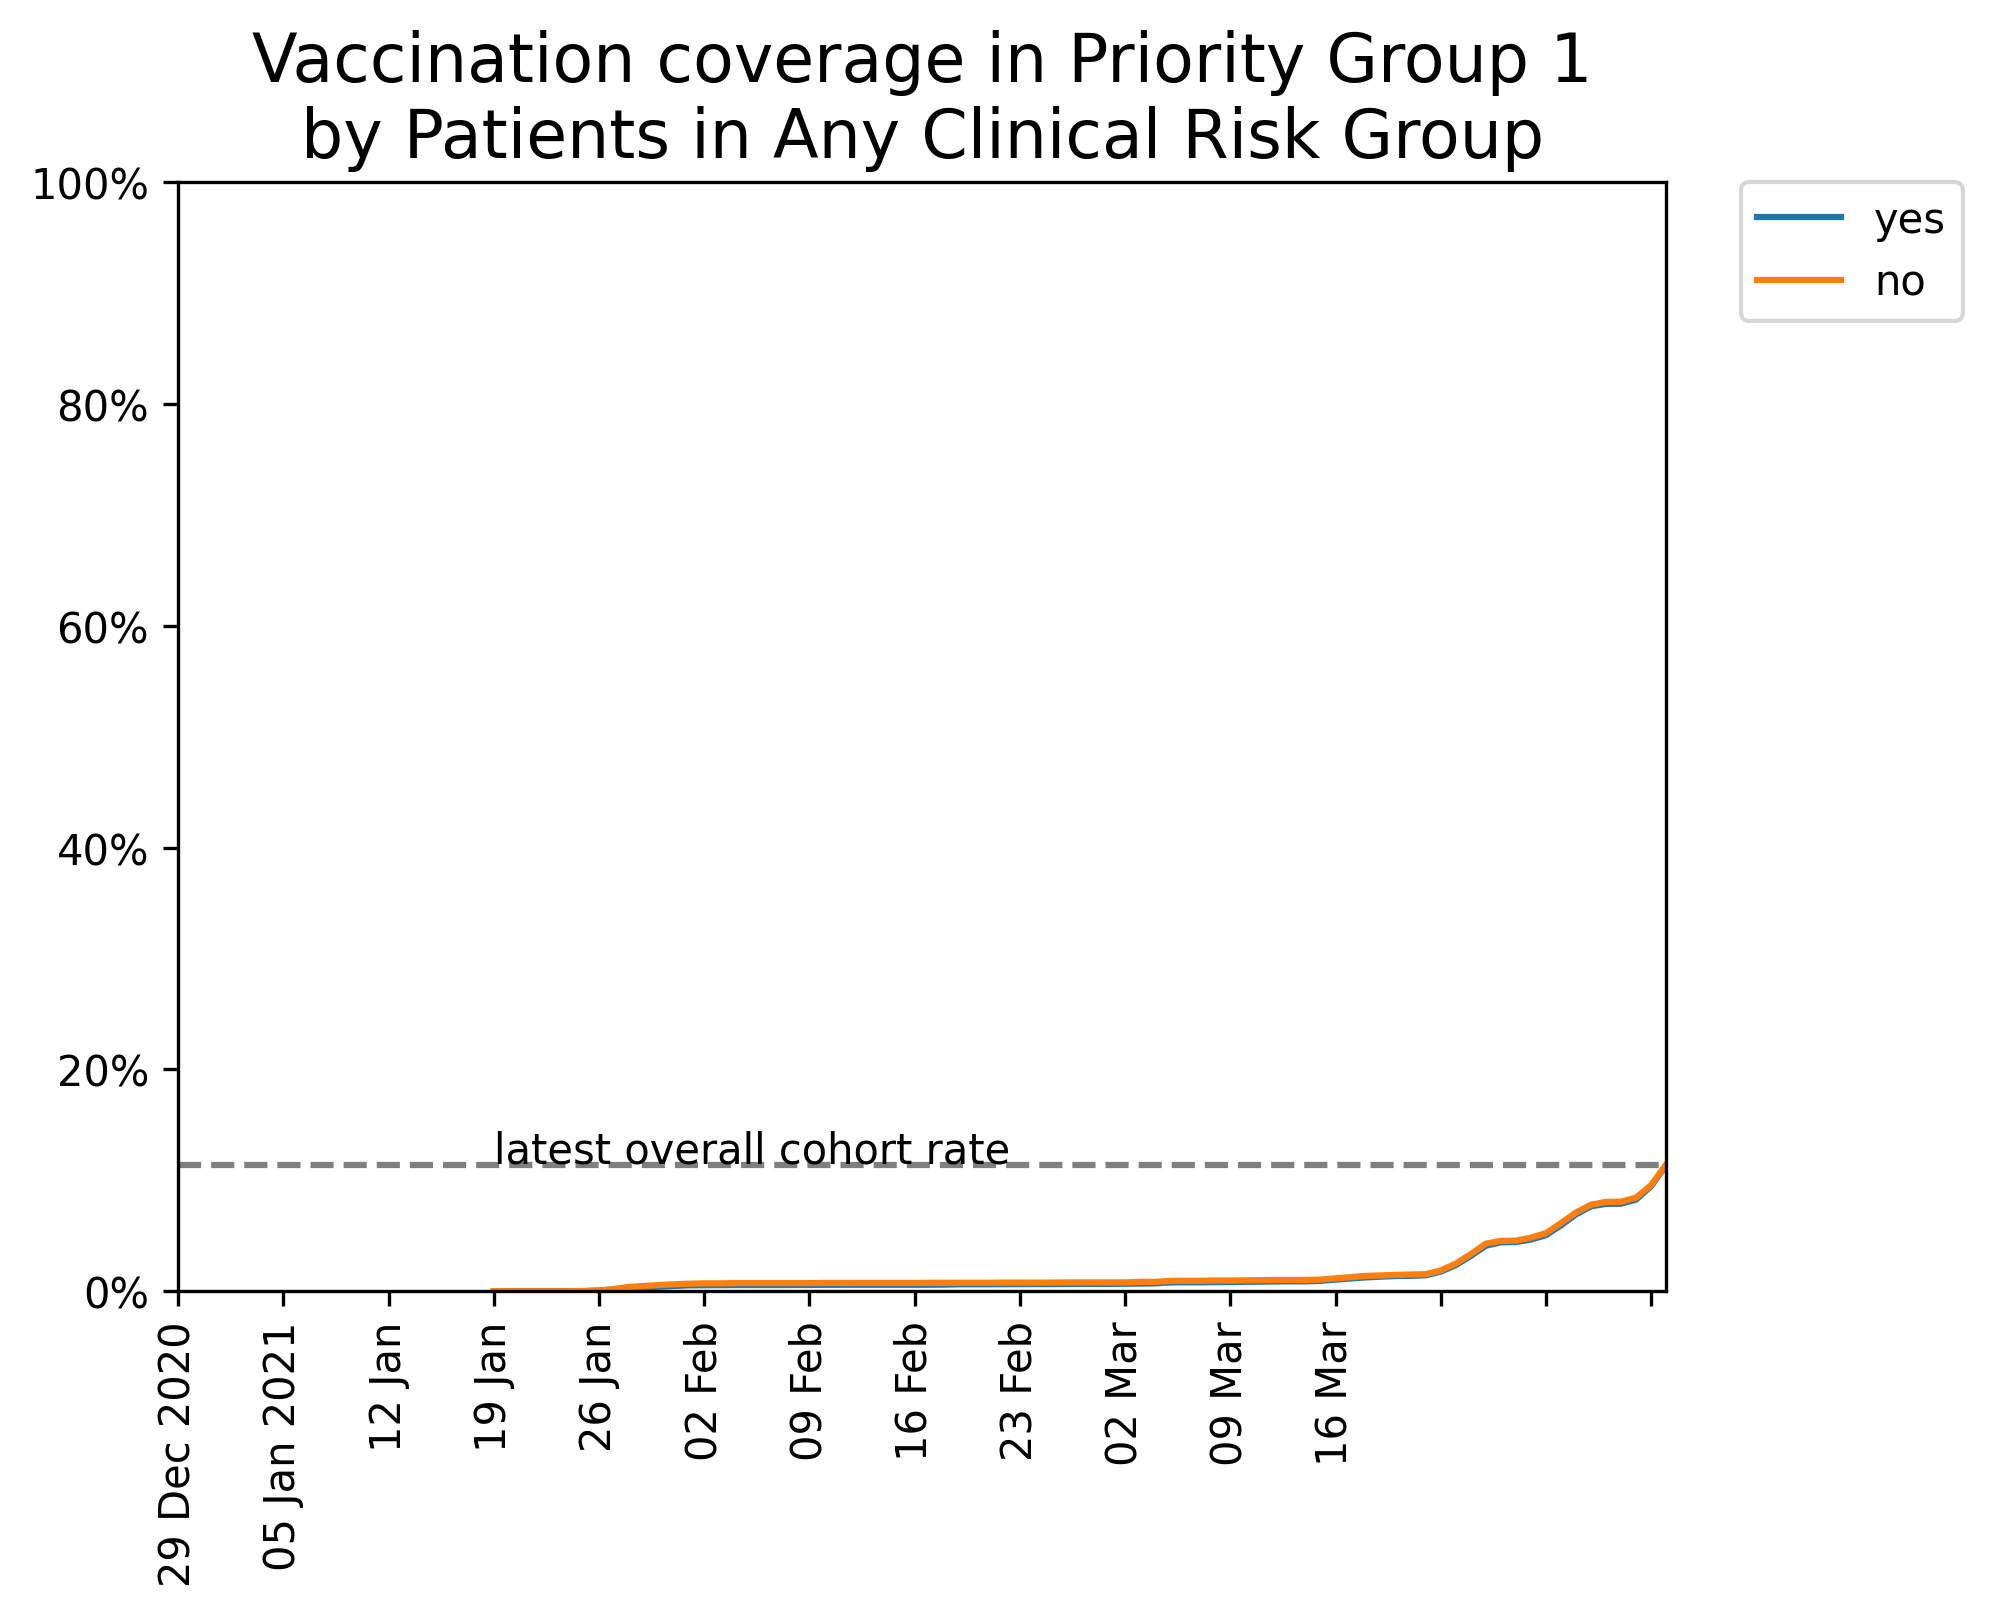 Vaccination coverage in Priority Group 1
by Patients in Any Clinical Risk Group
100%
80%
60%
40%
20%
0%
yes
no
latest overall cohort rate
29 Dec 2020
05 Jan 2021
12 Jan
19 Jan
26 Jan
02 Feb
09 Feb
16 Feb
23 Feb
02 Mar
09 Mar
16 Mar